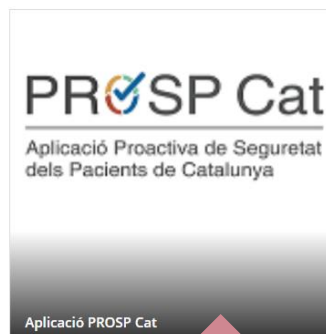 PROSP Cat
Aplicació Proactiva de Seguretat
dels Pacients de Catalunya
Aplicació PROSP Cat